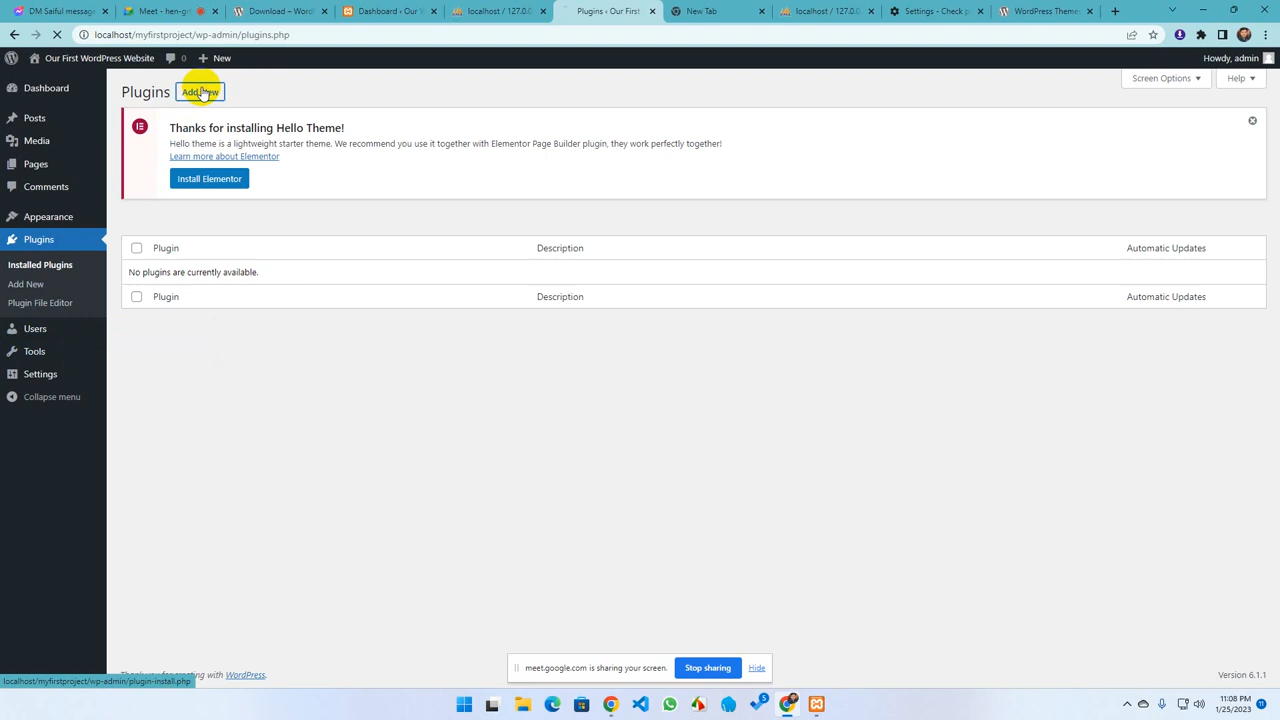 DM Saiful messag
Meet - eng-
Download – Wor
Dashboard ‹ Our W
localhost / 127.0.0
Plugins ‹ Our First
New Tab
localhost / 127.0.0
Settings - Check p
WordPress Themes
localhost/myfirstproject/wp-admin/plugins.php
Our First WordPress Website
0
New
Howdy, admin
Dashboard
Posts
Media
Pages
Comments
Appearance
Plugins
Installed Plugins
Add New
Plugin File Editor
Users
Tools
Settings
Collapse menu
Plugins
Add New
Screen Options
Help
Thanks for installing Hello Theme!
Hello theme is a lightweight starter theme. We recommend you use it together with Elementor Page Builder plugin, they work perfectly together!
Learn more about Elementor
Install Elementor
Plugin
Description
Automatic Updates
No plugins are currently available.
Plugin
Description
Automatic Updates
meet.google.com is sharing your screen.
Stop sharing
Hide
with WordPress.
Version 6.1.1
localhost/myfirstproject/wp-admin/plugin-install.php
5
11:08 PM
1/25/2023